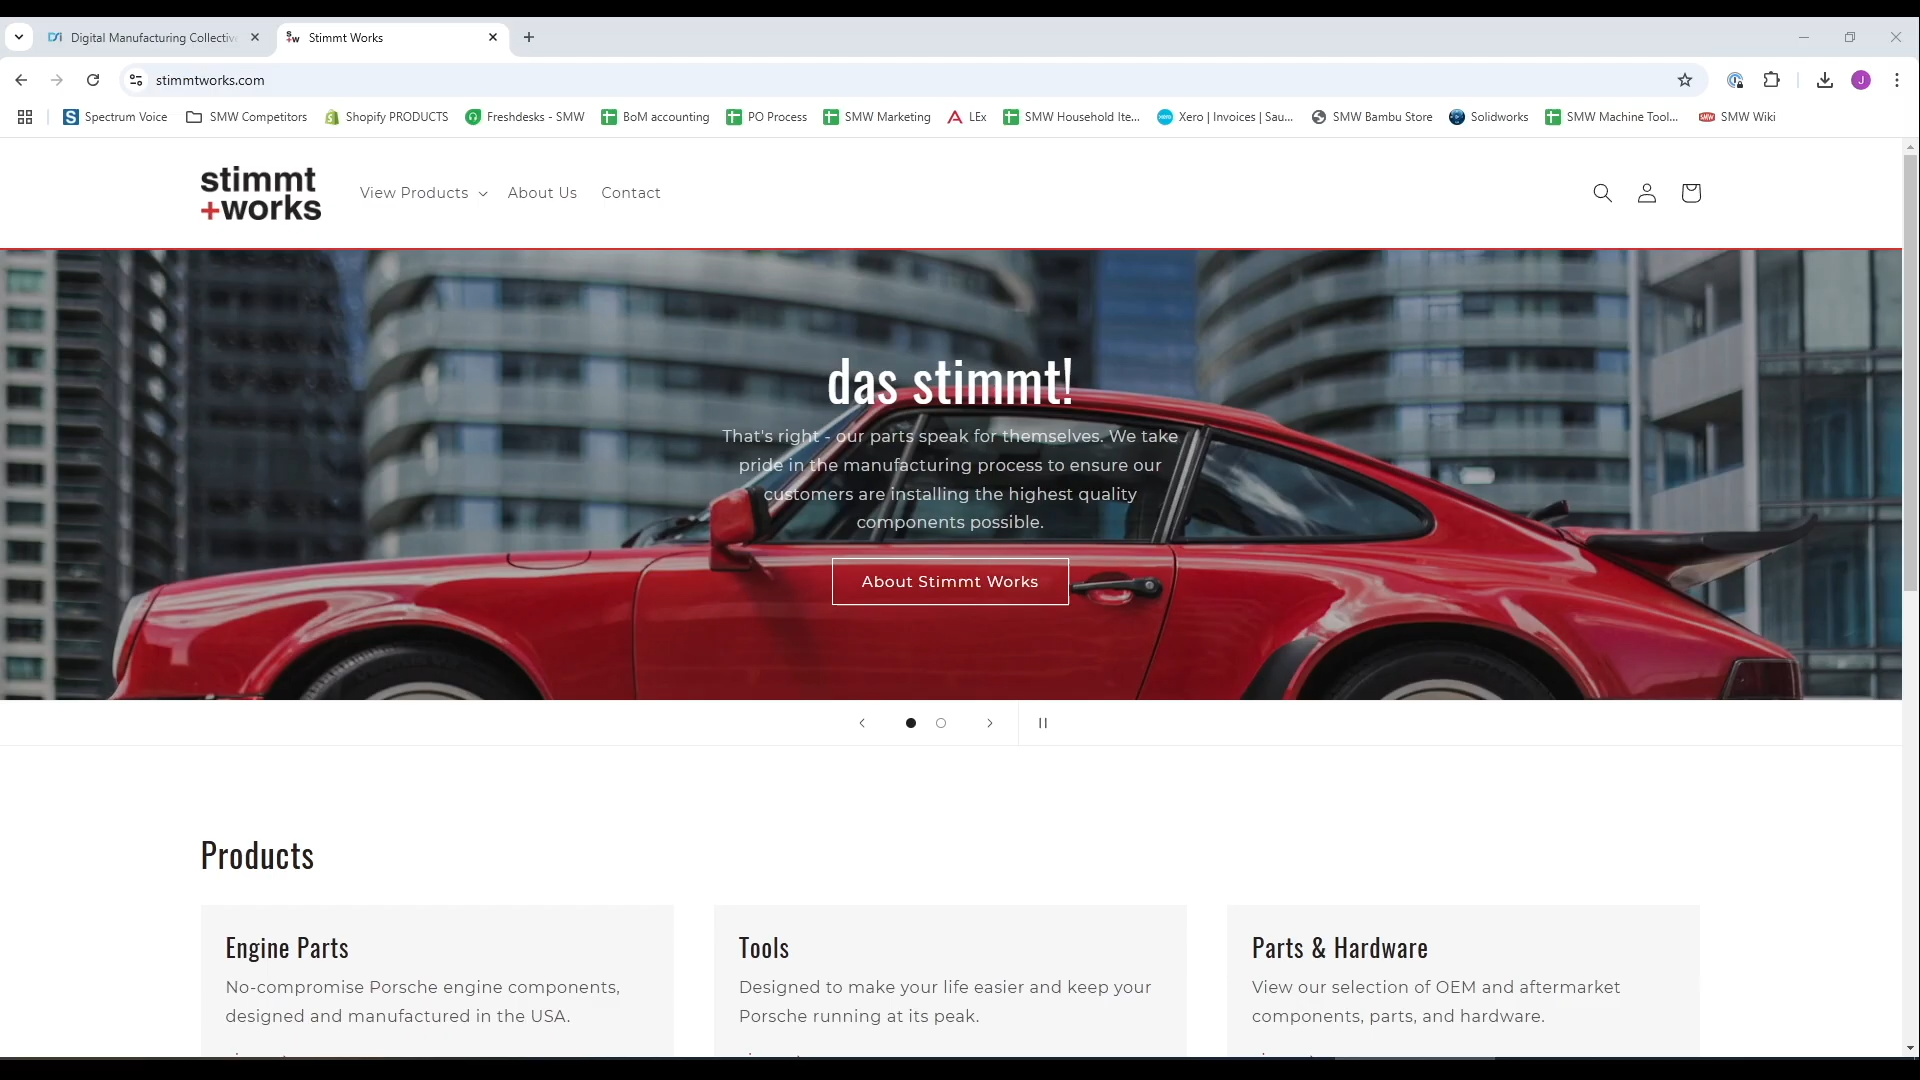 Digital Manufacturing Collectiv
Stimmt Works
stimmtworks.com
J
Spectrum Voice
SMW Competitors
Shopify PRODUCTS
Freshdesks - SMW
BoM accounting
PO Process
SMW Marketing
LEx
SMW Household Ite...
Xero | Invoices | Sau...
SMW Bambu Store
Solidworks
SMW Machine Tool...
SMW Wiki
stimmt
+works
View Products
About Us
Contact
das stimmt!
That's right - our parts speak for themselves. We take
pride in the manufacturing process to ensure our
customers are installing the highest quality
components possible.
About Stimmt Works
Products
Engine Parts
No-compromise Porsche engine components,
designed and manufactured in the USA.
Tools
Designed to make your life easier and keep your
Porsche running at its peak.
Parts & Hardware
View our selection of OEM and aftermarket
components, parts, and hardware.